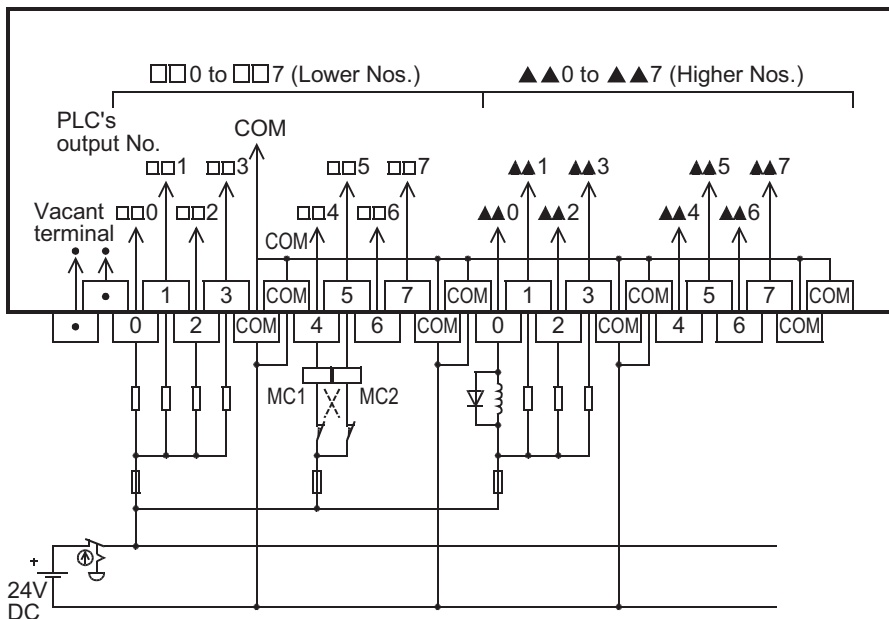 □□0 to □□7 (Lower Nos.) ▲▲0 to ▲▲7 (Higher Nos.)
PLC's
output No.
COM
□□1 □□3 □□5 □□7 ▲▲1 ▲▲3 ▲▲5 ▲▲7
Vacant
terminal
□□0 □□2 □□4 □□6 ▲▲0 ▲▲2 ▲▲4 ▲▲6
COM
• 1 3 COM 5 7 COM 1 3 COM 5 7 COM
• 0 2 COM 4 6 COM 0 2 COM 4 6 COM
MC1 MC2
+
24V
DC